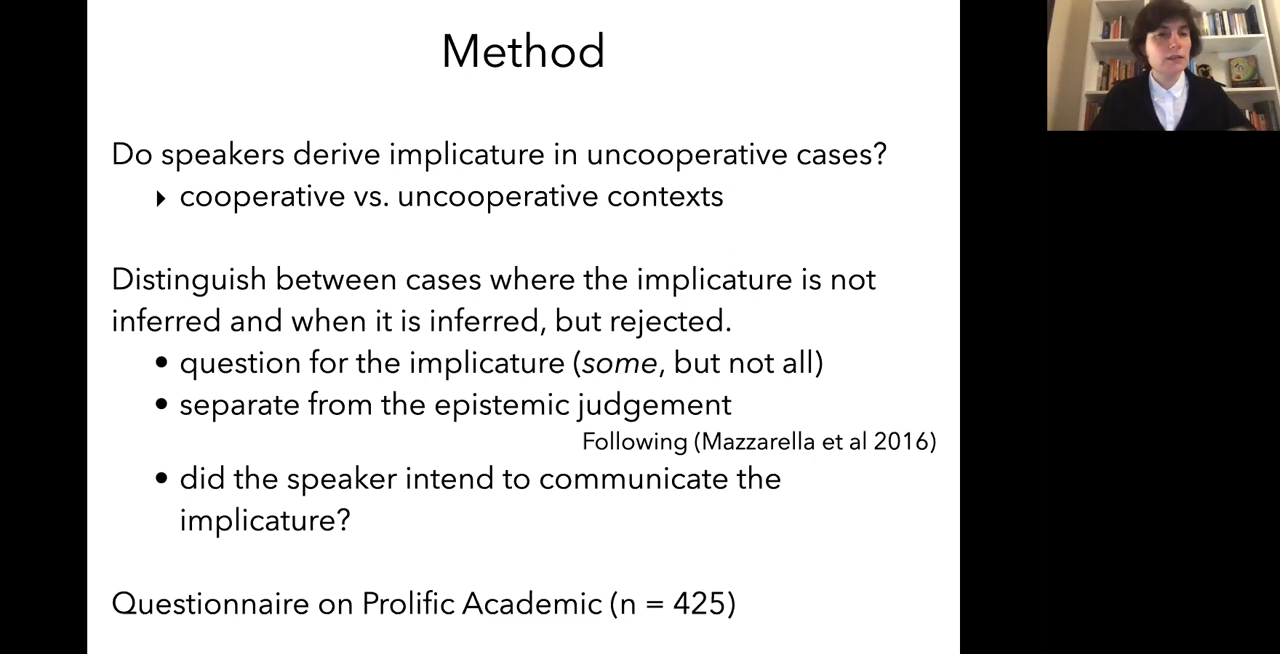 Method
Do speakers derive implicature in uncooperative cases?
‣ cooperative vs. uncooperative contexts
Distinguish between cases where the implicature is not
inferred and when it is inferred, but rejected.
• question for the implicature (some, but not all)
• separate from the epistemic judgement
Following (Mazzarella et al 2016)
• did the speaker intend to communicate the
implicature?
Questionnaire on Prolific Academic (n = 425)